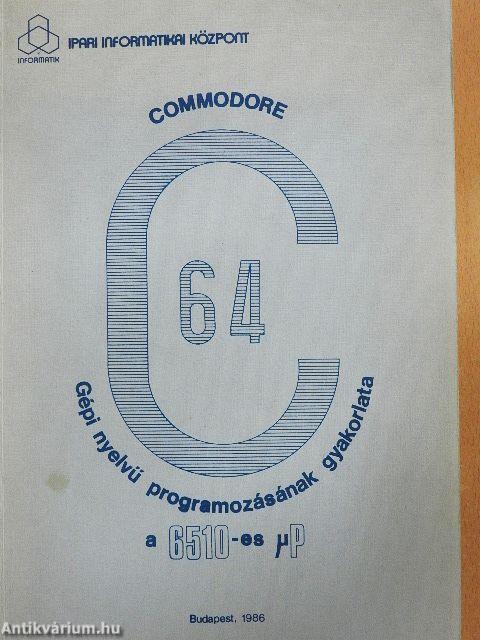 IPARI INFORMATIKAI KÖZPONT
INFORMATIK
COMMODORE
C
64
Gépi nyelvű programozásának gyakorlata
a 6510-es µP
Budapest, 1986
Antikvárium.hu